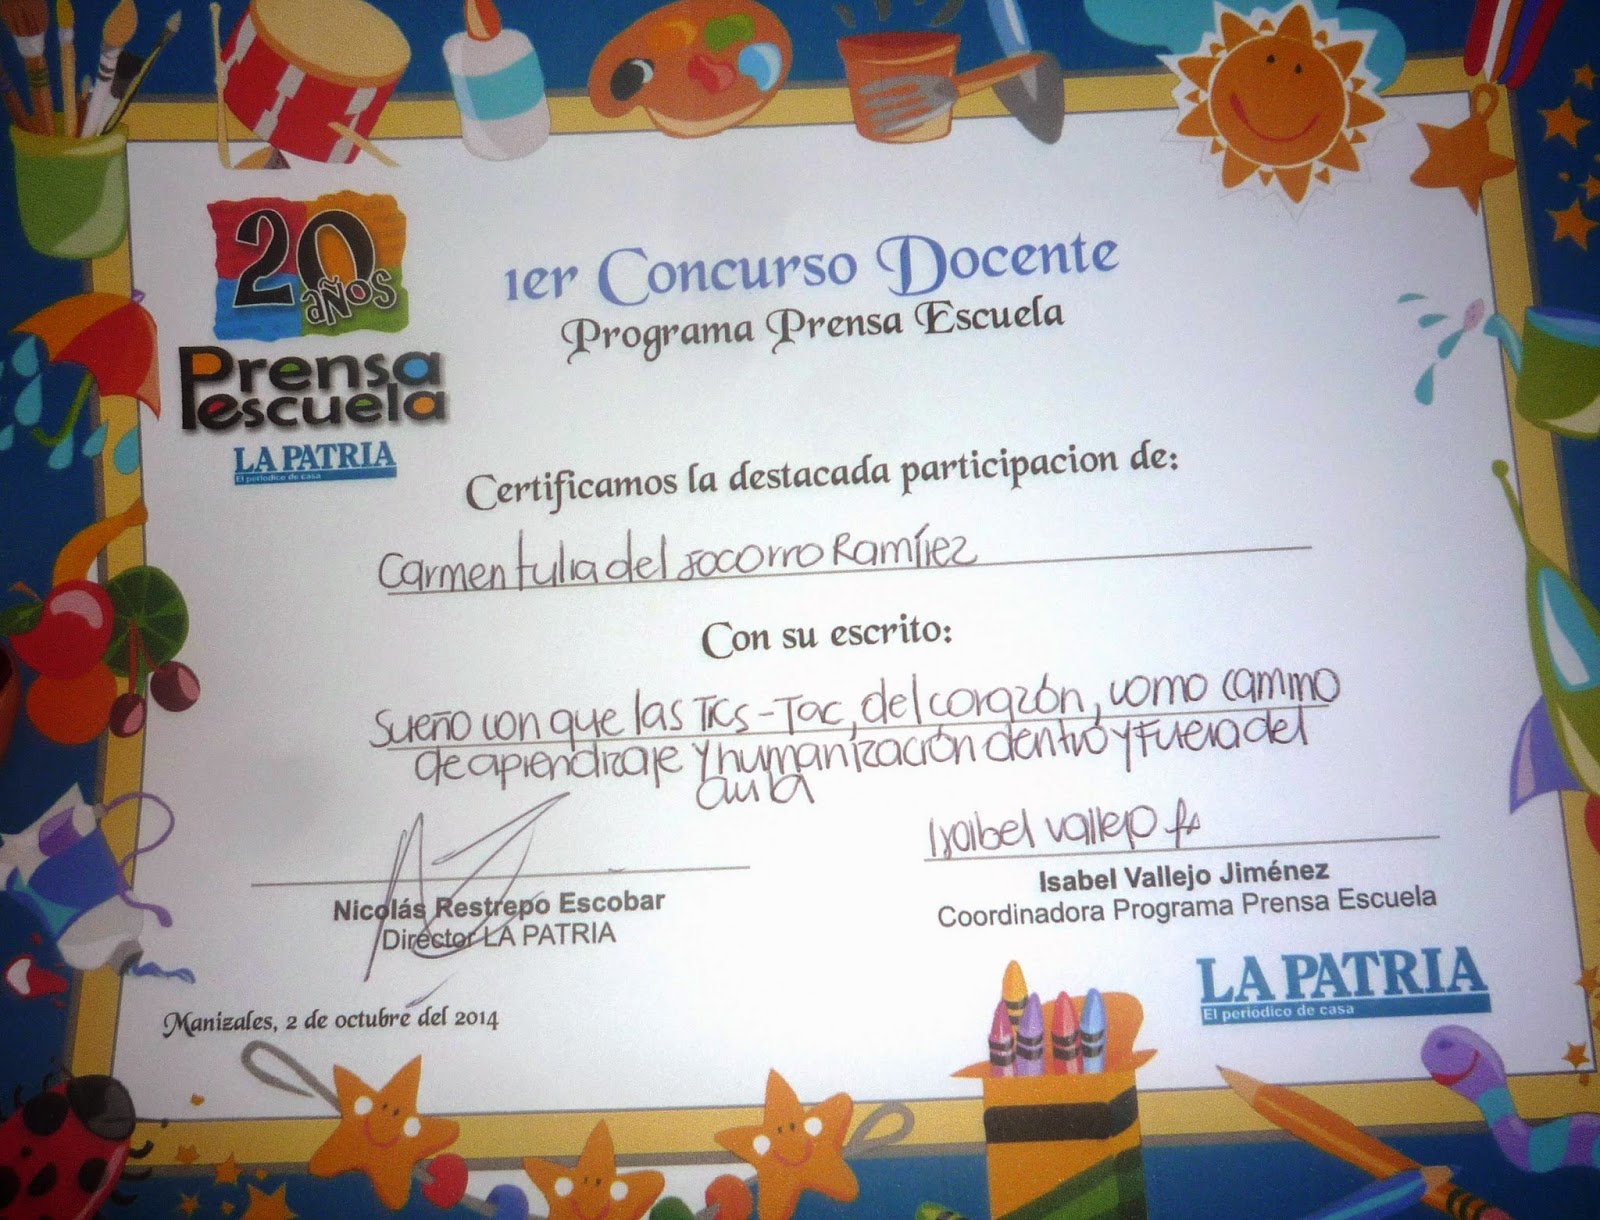 20
años
Prensa
escuela
LA PATRIA
El periodico de casa
1er Concurso Docente
Programa Prensa Escuela
Certificamos la destacada participacion de:
Carmen tulia del socorro Ramírez
Con su escrito:
Sueño con que las TICs-Tac, del corazón, como camino
de aprendizaje y humanización dentro y Fuera del
aula
Isabel Vallejo
Nicolás Restrepo Escobar
Director LA PATRIA
Isabel Vallejo Jiménez
Coordinadora Programa Prensa Escuela
Manizales, 2 de octubre del 2014
LA PATRIA
El periodico de casa